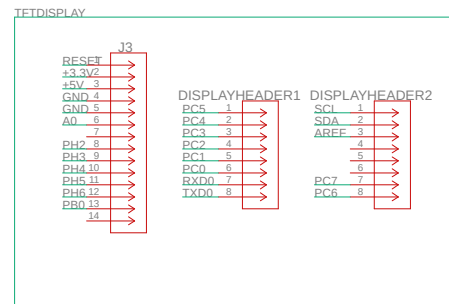 TFTDISPLAY
J3
RESET 1
+3.3V 2
+5V 3
GND 4
GND 5
A0 6
7
PH2 8
PH3 9
PH4 10
PH5 11
PH6 12
PB0 13
14
DISPLAYHEADER1
PC5 1
PC4 2
PC3 3
PC2 4
PC1 5
PC0 6
RXD0 7
TXD0 8
DISPLAYHEADER2
SCL 1
SDA 2
AREF 3
4
5
6
PC7 7
PC6 8